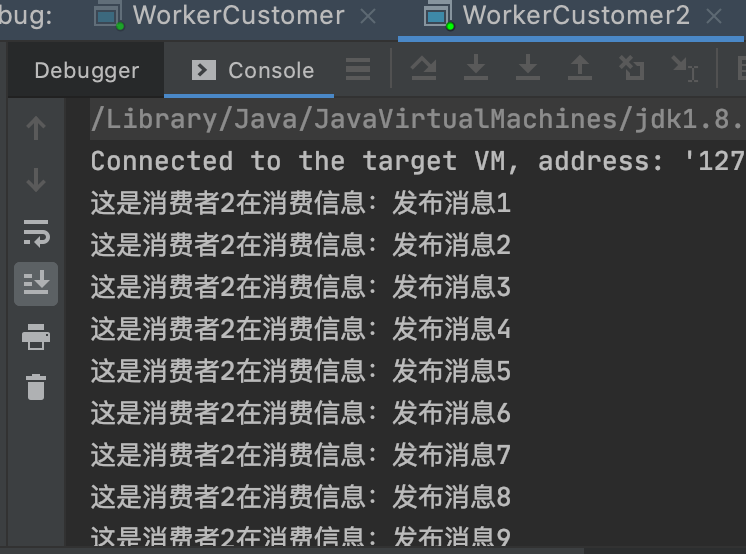 bug:
WorkerCustomer
WorkerCustomer2
Debugger
Console
/Library/Java/JavaVirtualMachines/jdk1.8.
Connected to the target VM, address: '127
这是消费者2在消费信息：发布消息1
这是消费者2在消费信息：发布消息2
这是消费者2在消费信息：发布消息3
这是消费者2在消费信息：发布消息4
这是消费者2在消费信息：发布消息5
这是消费者2在消费信息：发布消息6
这是消费者2在消费信息：发布消息7
这是消费者2在消费信息：发布消息8
这是消费者2在消费信息：发布消息9